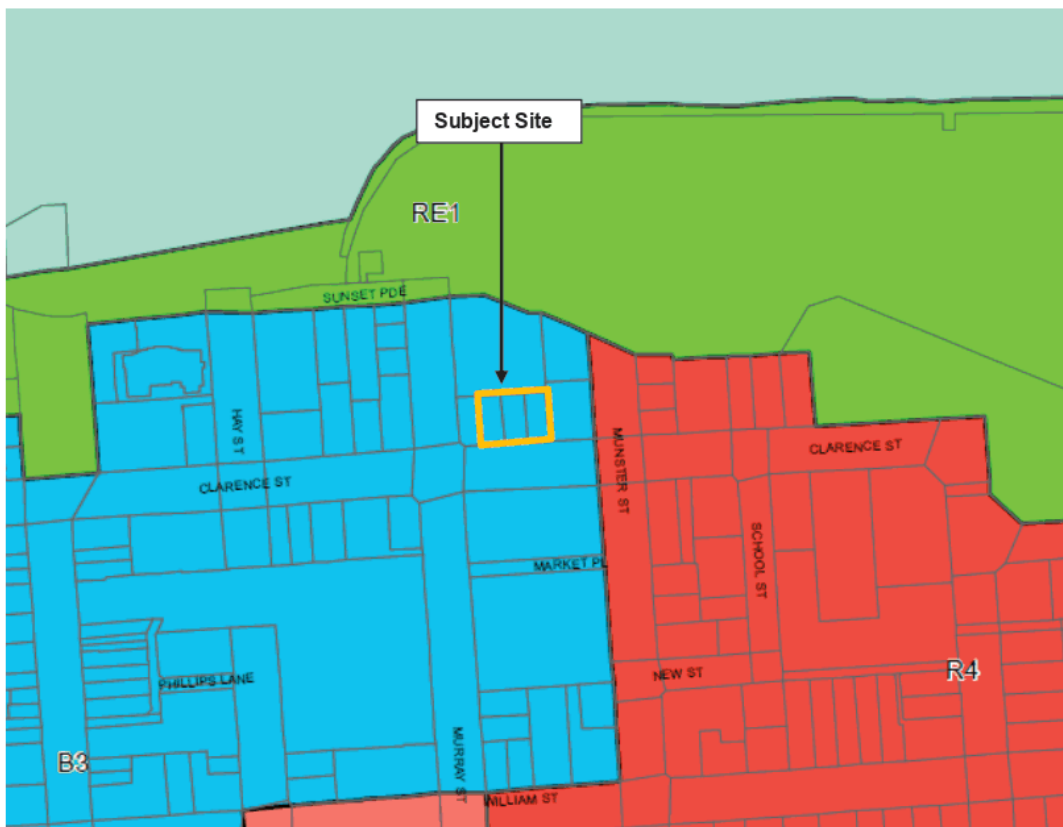 Subject Site
RE1
SUNSET PDE
HAY ST
MUNSTER ST
CLARENCE ST
CLARENCE ST
SCHOOL ST
MARKET PL
NEW ST
R4
PHILLIPS LANE
MURRAY ST
B3
WILLIAM ST